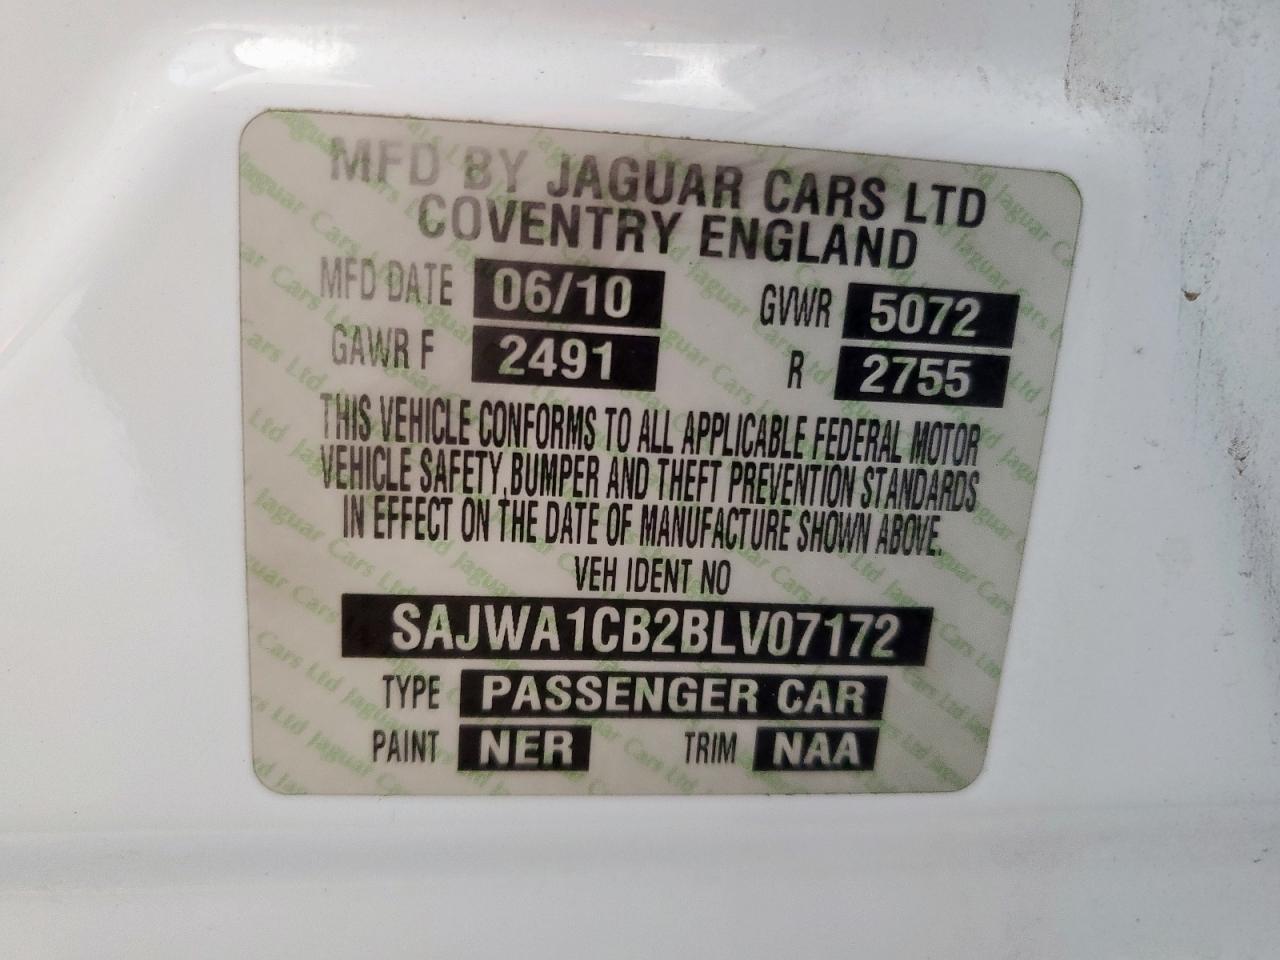 MFD BY JAGUAR CARS LTD
COVENTRY ENGLAND
MFD DATE 06/10 GVWR 5072
GAWR F 2491 R 2755
THIS VEHICLE CONFORMS TO ALL APPLICABLE FEDERAL MOTOR
VEHICLE SAFETY, BUMPER AND THEFT PREVENTION STANDARDS
IN EFFECT ON THE DATE OF MANUFACTURE SHOWN ABOVE.
VEH IDENT NO
SAJWA1CB2BLV07172
TYPE PASSENGER CAR
PAINT NER TRIM NAA